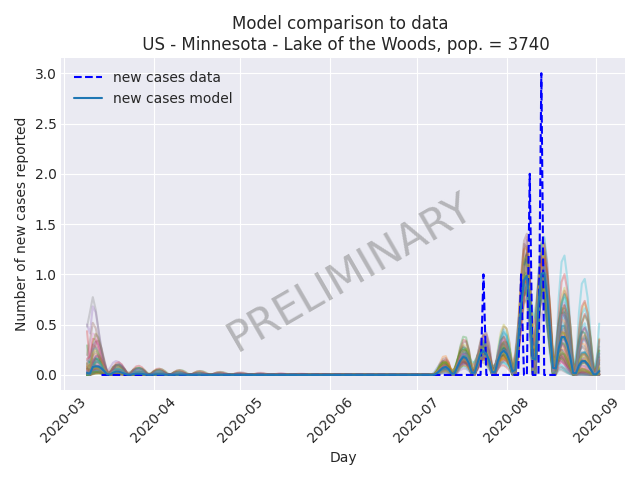 Model comparison to data
US - Minnesota - Lake of the Woods, pop. = 3740
new cases data
new cases model
3.0
2.5
2.0
1.5
1.0
0.5
0.0
Number of new cases reported
PRELIMINARY
2020-03
2020-04
2020-05
2020-06
2020-07
2020-08
2020-09
Day